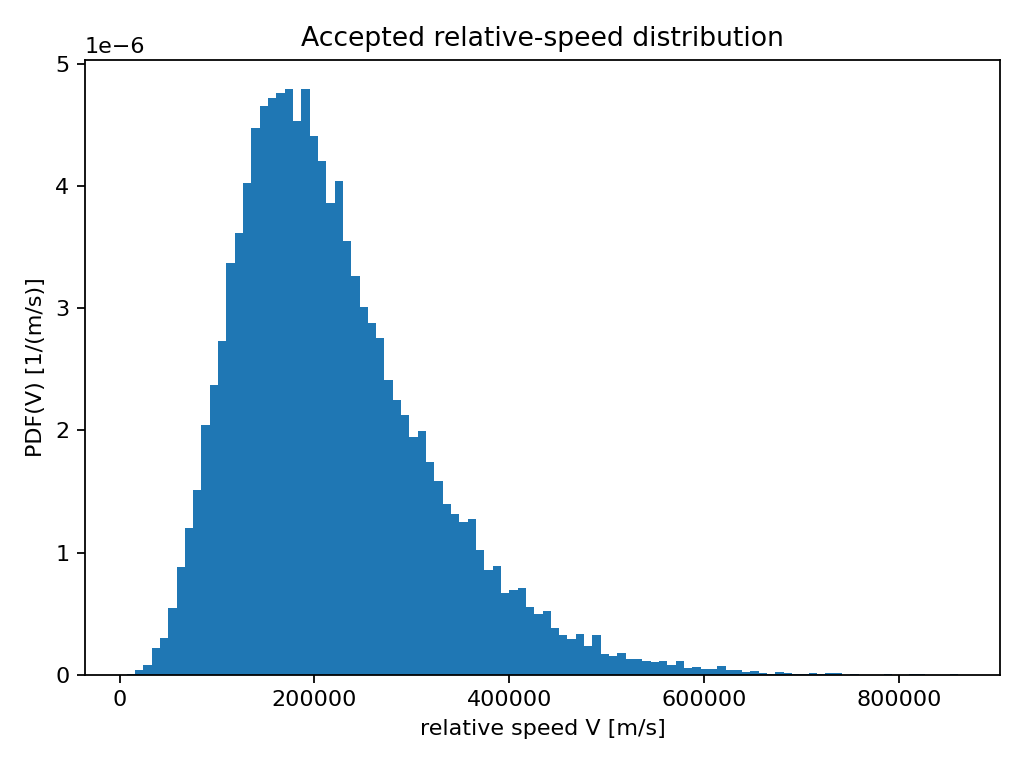 Accepted relative-speed distribution
1e−6
5
4
3
2
1
0
PDF(V) [1/(m/s)]
0 200000 400000 600000 800000
relative speed V [m/s]